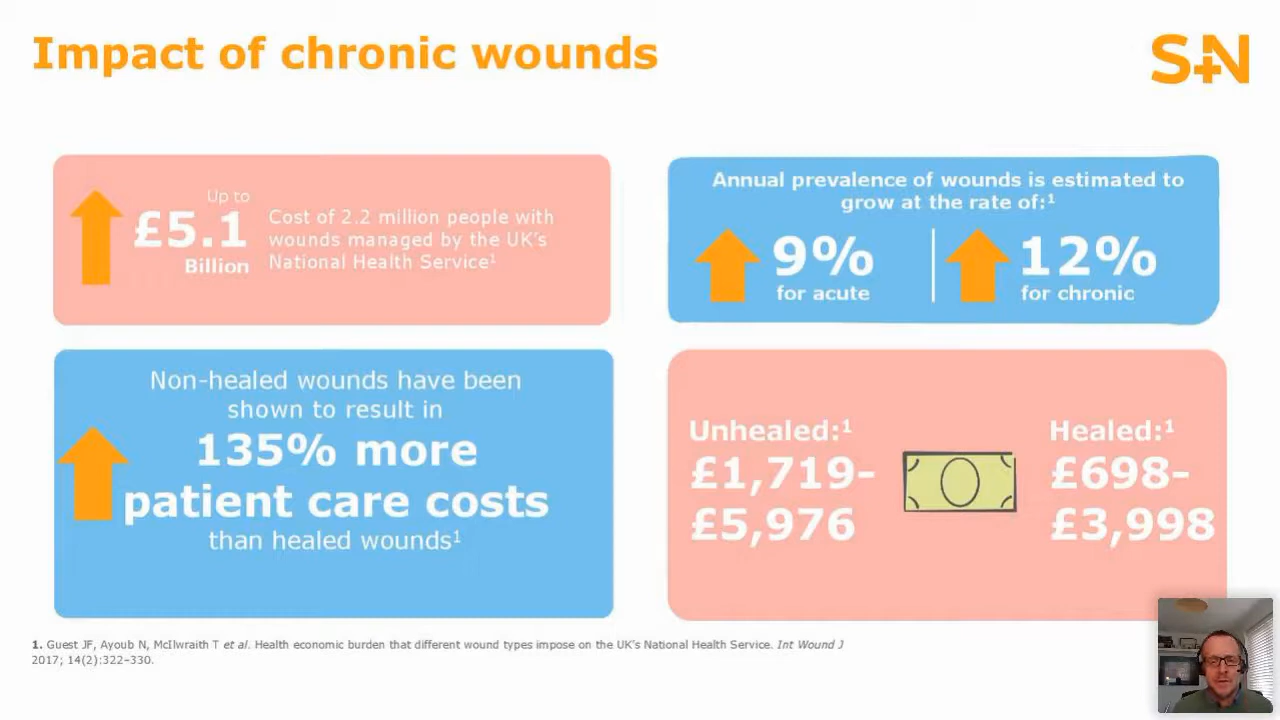 Impact of chronic wounds
S+N
Up to
£5.1
Billion
Cost of 2.2 million people with
wounds managed by the UK's
National Health Service¹
Annual prevalence of wounds is estimated to
grow at the rate of:¹
9%
for acute
12%
for chronic
Non-healed wounds have been
shown to result in
135% more
patient care costs
than healed wounds¹
Unhealed:¹
£1,719-
£5,976
Healed:¹
£698-
£3,998
1. Guest JF, Ayoub N, McIlwraith T et al. Health economic burden that different wound types impose on the UK's National Health Service. Int Wound J
2017; 14(2):322–330.